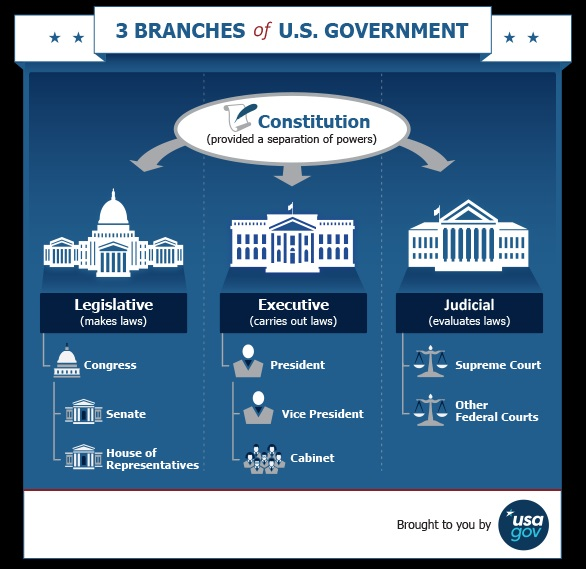 3 BRANCHES of U.S. GOVERNMENT
Constitution
(provided a separation of powers)
Legislative
(makes laws)
Congress
Senate
House of
Representatives
Executive
(carries out laws)
President
Vice President
Cabinet
Judicial
(evaluates laws)
Supreme Court
Other
Federal Courts
Brought to you by
usa
gov